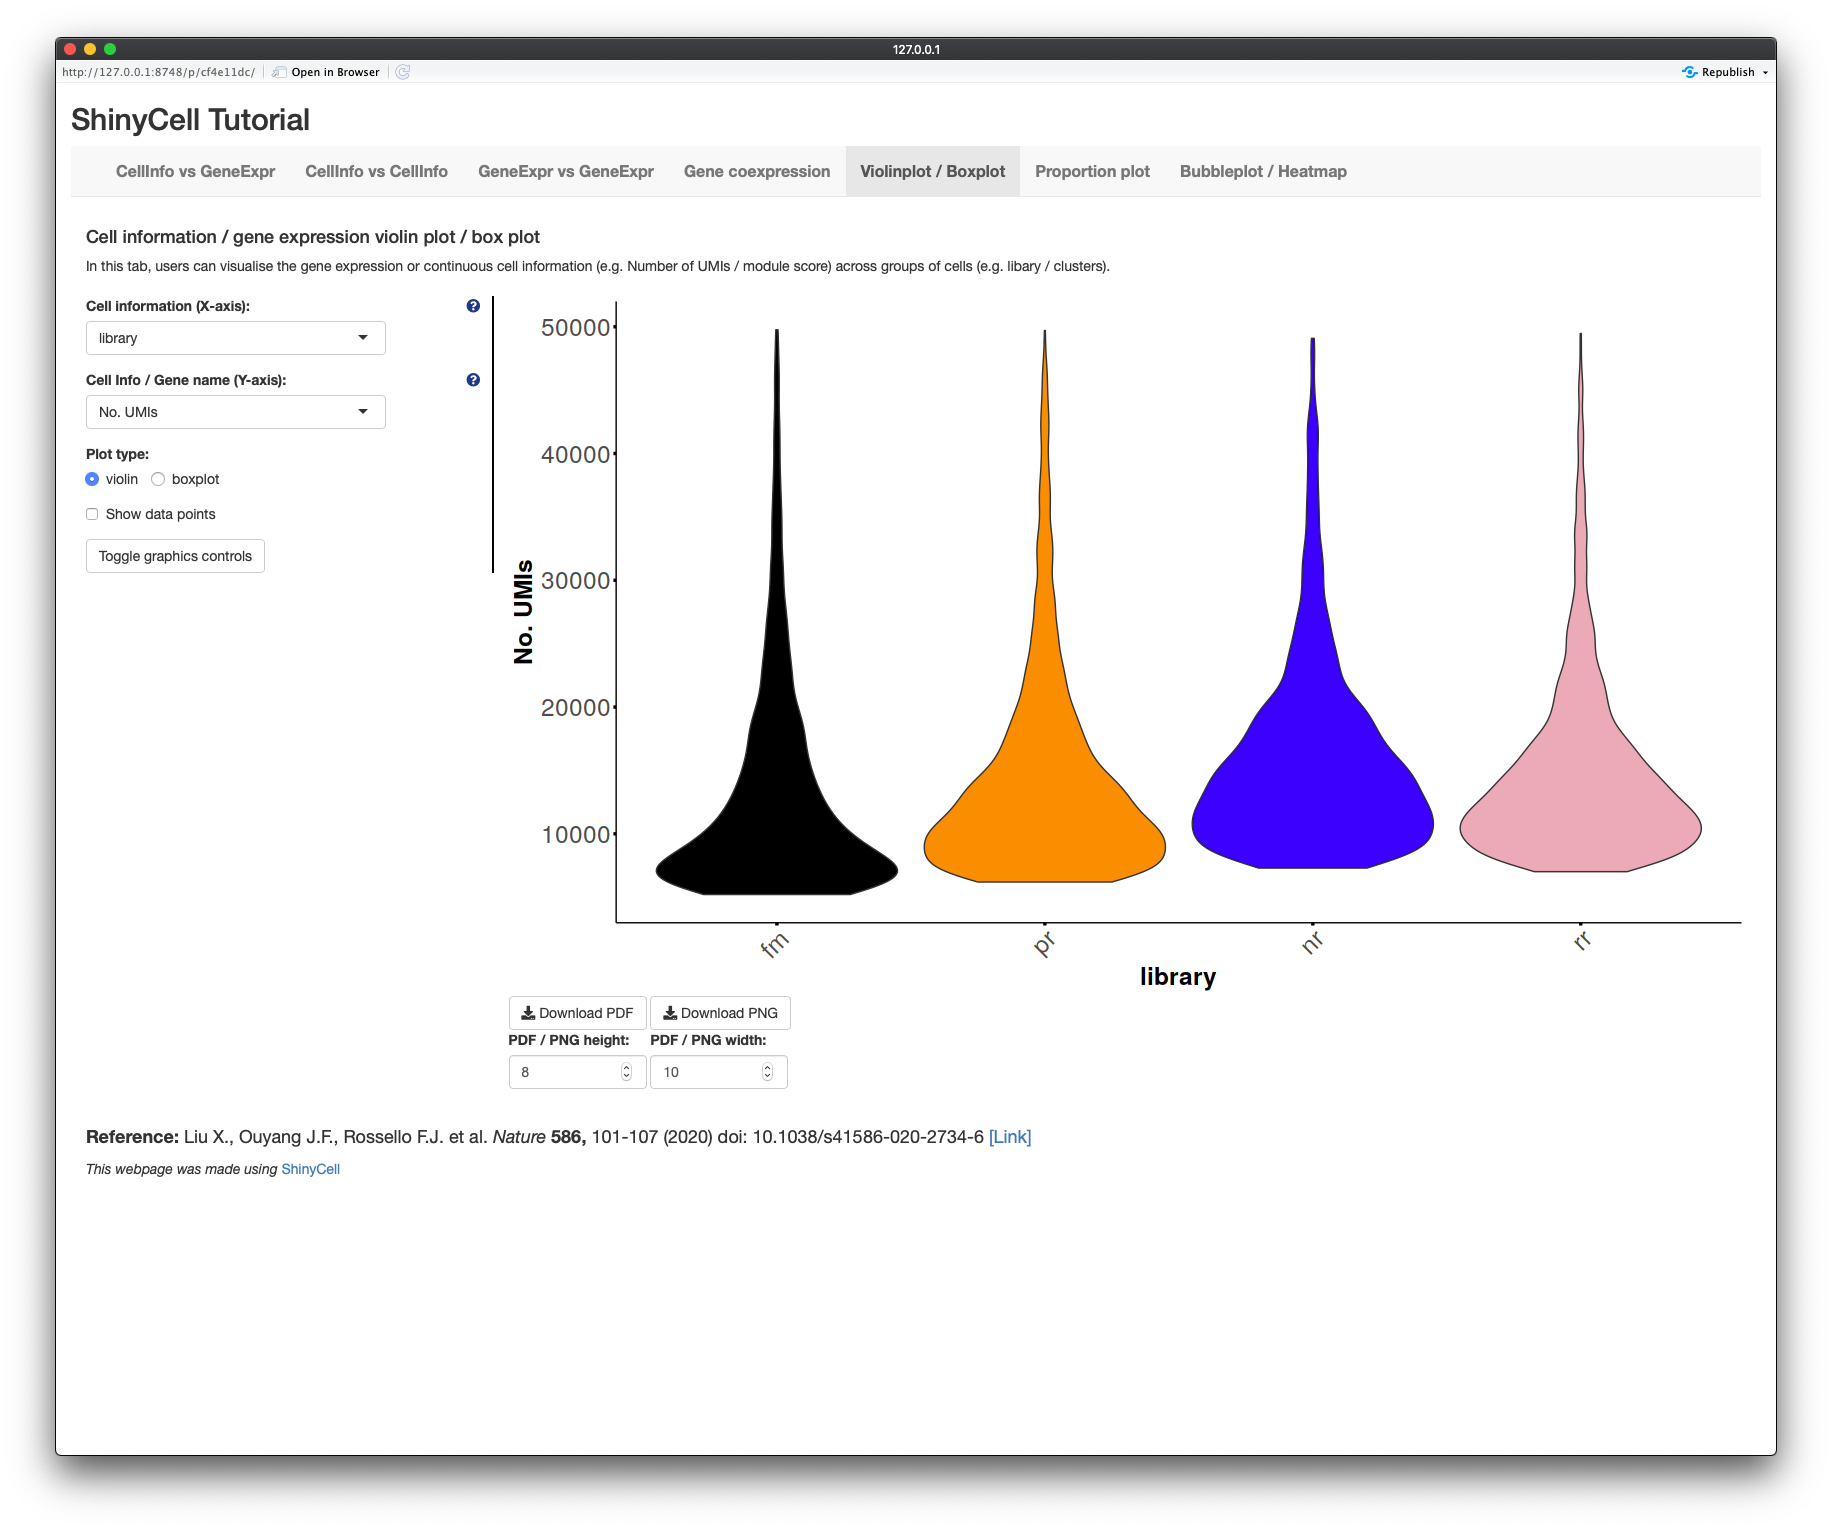 127.0.0.1
http://127.0.0.1:8748/p/cf4e11dc/ Open in Browser Republish
ShinyCell Tutorial
CellInfo vs GeneExpr CellInfo vs CellInfo GeneExpr vs GeneExpr Gene coexpression Violinplot / Boxplot Proportion plot Bubbleplot / Heatmap
Cell information / gene expression violin plot / box plot
In this tab, users can visualise the gene expression or continuous cell information (e.g. Number of UMIs / module score) across groups of cells (e.g. libary / clusters).
Cell information (X-axis):
library
Cell Info / Gene name (Y-axis):
No. UMIs
Plot type:
violin boxplot
Show data points
Toggle graphics controls
No. UMIs
50000
40000
30000
20000
10000
fm pr nr rr
library
Download PDF Download PNG
PDF / PNG height: PDF / PNG width:
8 10
Reference: Liu X., Ouyang J.F., Rossello F.J. et al. Nature 586, 101-107 (2020) doi: 10.1038/s41586-020-2734-6 [Link]
This webpage was made using ShinyCell